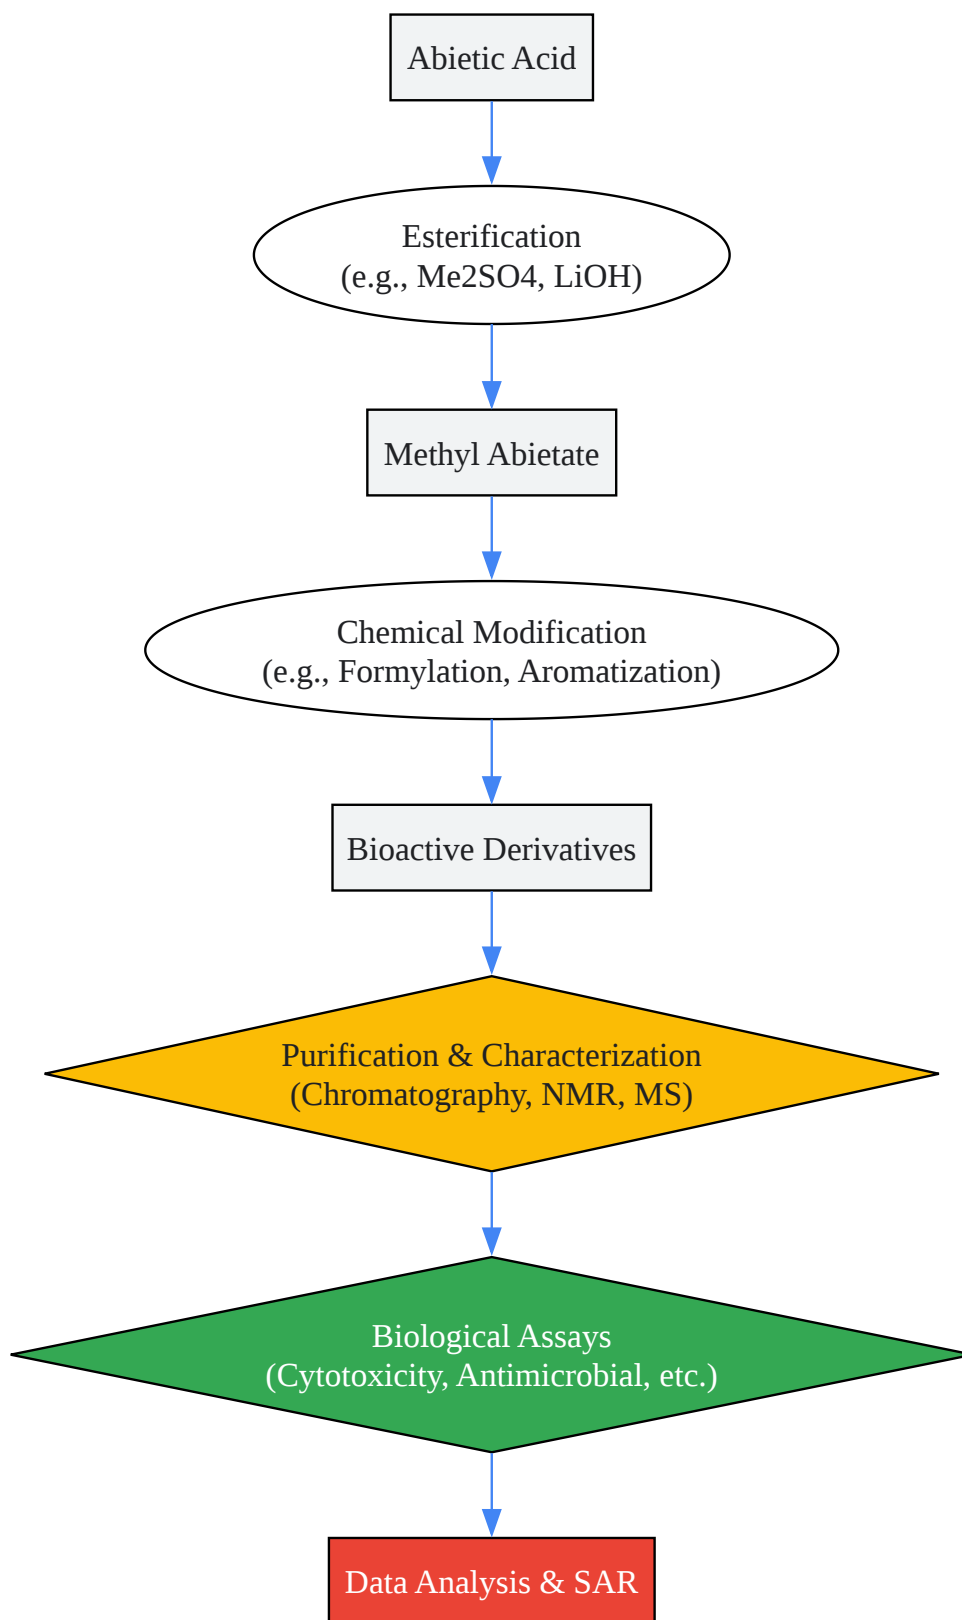 Abietic Acid
Esterification
(e.g., Me2SO4, LiOH)
Methyl Abietate
Chemical Modification
(e.g., Formylation, Aromatization)
Bioactive Derivatives
Purification & Characterization
(Chromatography, NMR, MS)
Biological Assays
(Cytotoxicity, Antimicrobial, etc.)
Data Analysis & SAR